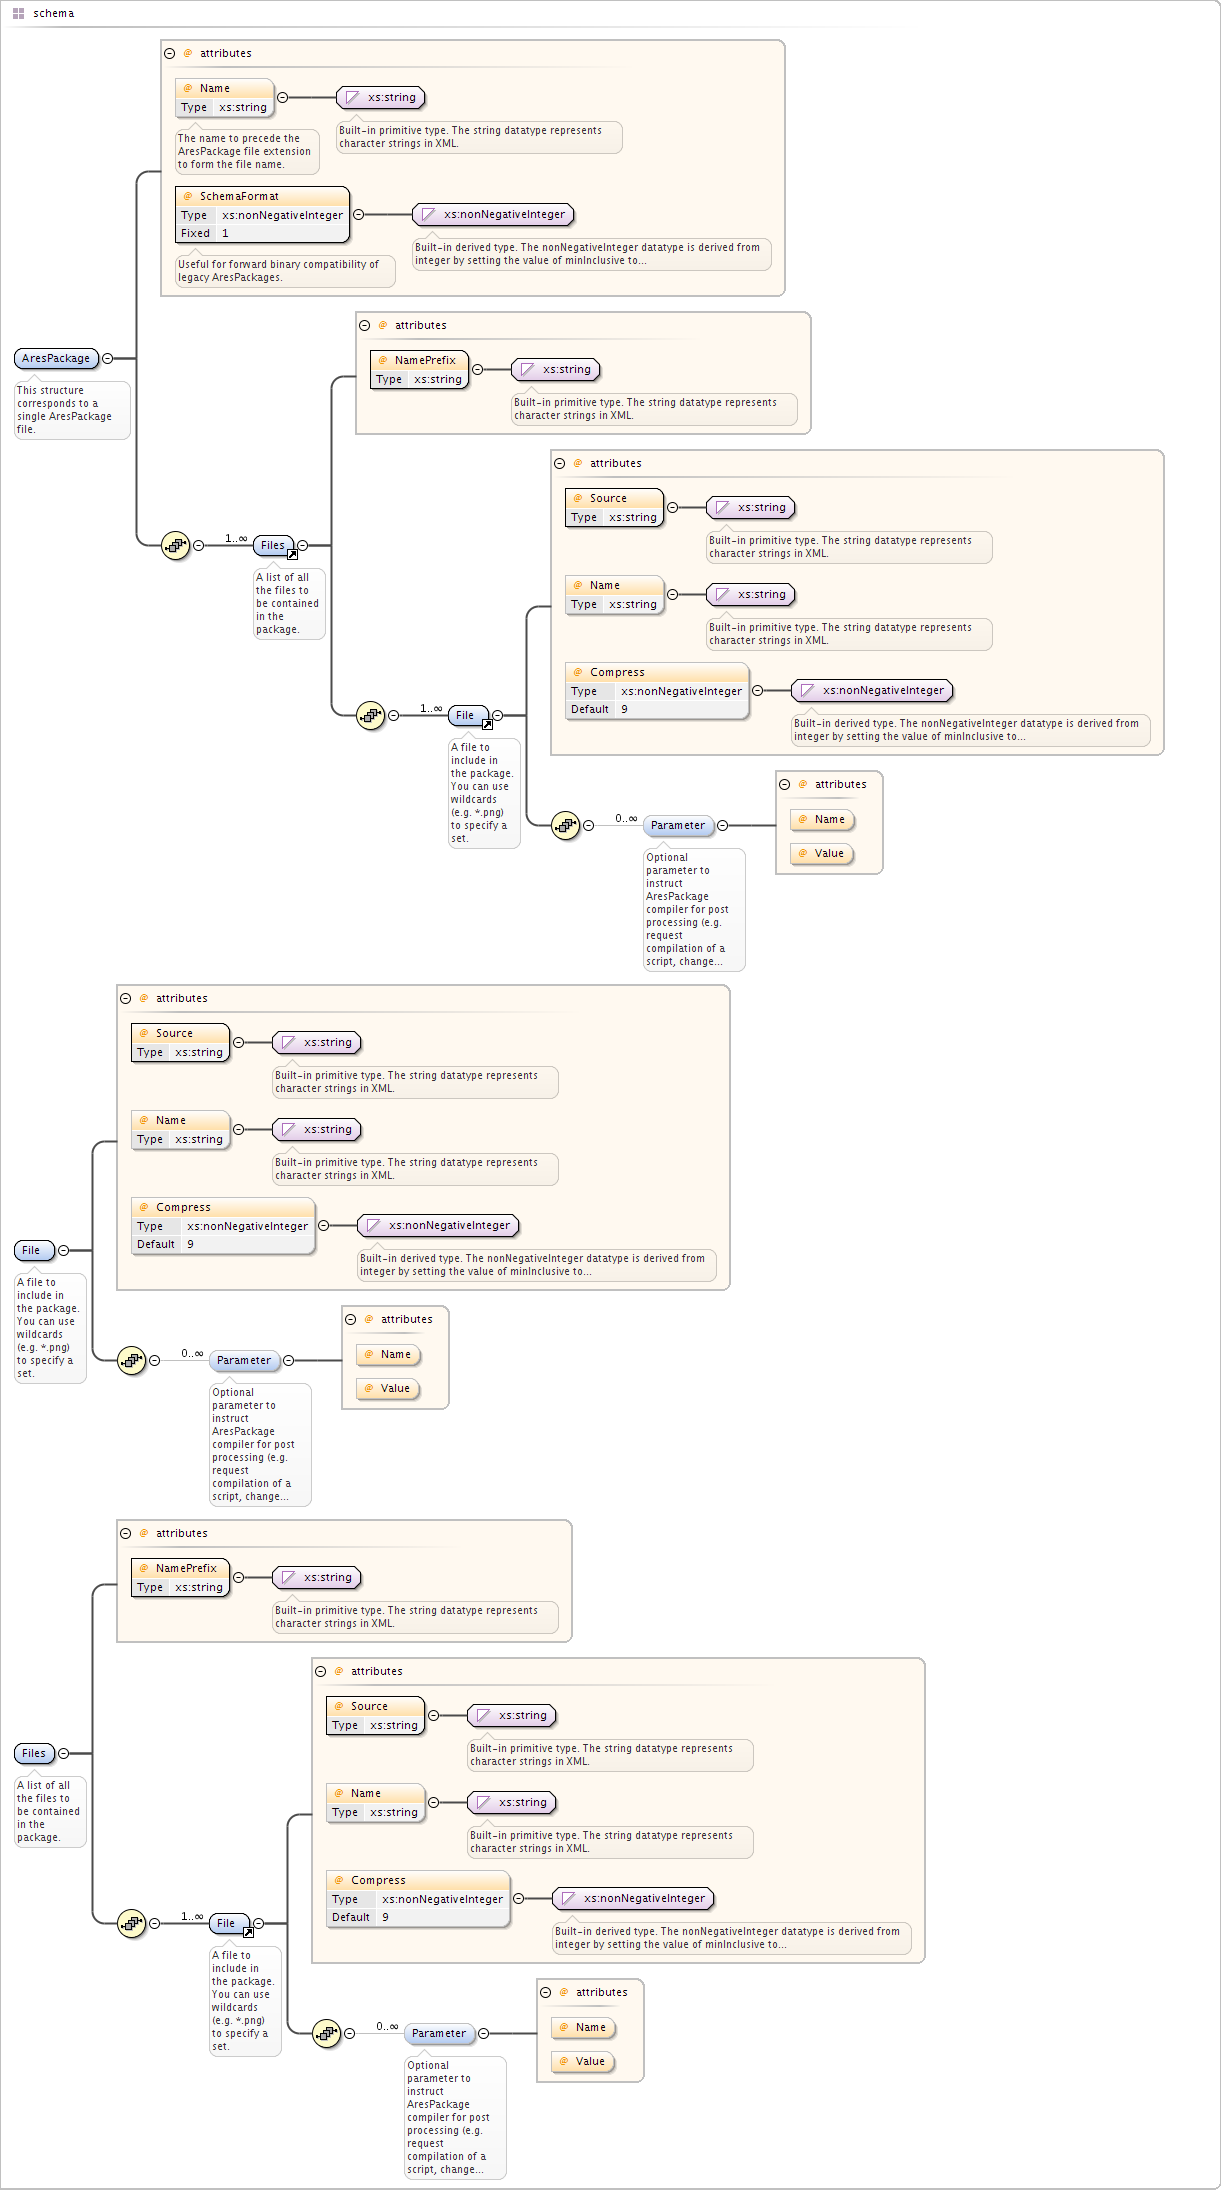 schema
@ attributes
@ Name
Type xs:string
xs:string
Built-in primitive type. The string datatype represents
character strings in XML.
The name to precede the
AresPackage file extension
to form the file name.
@ SchemaFormat
Type xs:nonNegativeInteger
Fixed 1
xs:nonNegativeInteger
Built-in derived type. The nonNegativeInteger datatype is derived from
integer by setting the value of minInclusive to...
Useful for forward binary compatibility of
legacy AresPackages.
AresPackage
This structure
corresponds to a
single AresPackage
file.
@ attributes
@ NamePrefix
Type xs:string
xs:string
Built-in primitive type. The string datatype represents
character strings in XML.
1..∞
Files
A list of all
the files to
be contained
in the
package.
@ attributes
@ Source
Type xs:string
xs:string
Built-in primitive type. The string datatype represents
character strings in XML.
@ Name
Type xs:string
xs:string
Built-in primitive type. The string datatype represents
character strings in XML.
@ Compress
Type xs:nonNegativeInteger
Default 9
xs:nonNegativeInteger
Built-in derived type. The nonNegativeInteger datatype is derived from
integer by setting the value of minInclusive to...
1..∞
File
A file to
include in
the package.
You can use
wildcards
(e.g. *.png)
to specify a
set.
0..∞
Parameter
Optional
parameter to
instruct
AresPackage
compiler for post
processing (e.g.
request
compilation of a
script, change...
@ attributes
@ Name
@ Value
@ attributes
@ Source
Type xs:string
xs:string
Built-in primitive type. The string datatype represents
character strings in XML.
@ Name
Type xs:string
xs:string
Built-in primitive type. The string datatype represents
character strings in XML.
@ Compress
Type xs:nonNegativeInteger
Default 9
xs:nonNegativeInteger
Built-in derived type. The nonNegativeInteger datatype is derived from
integer by setting the value of minInclusive to...
File
A file to
include in
the package.
You can use
wildcards
(e.g. *.png)
to specify a
set.
0..∞
Parameter
Optional
parameter to
instruct
AresPackage
compiler for post
processing (e.g.
request
compilation of a
script, change...
@ attributes
@ Name
@ Value
@ attributes
@ NamePrefix
Type xs:string
xs:string
Built-in primitive type. The string datatype represents
character strings in XML.
Files
A list of all
the files to
be contained
in the
package.
@ attributes
@ Source
Type xs:string
xs:string
Built-in primitive type. The string datatype represents
character strings in XML.
@ Name
Type xs:string
xs:string
Built-in primitive type. The string datatype represents
character strings in XML.
@ Compress
Type xs:nonNegativeInteger
Default 9
xs:nonNegativeInteger
Built-in derived type. The nonNegativeInteger datatype is derived from
integer by setting the value of minInclusive to...
1..∞
File
A file to
include in
the package.
You can use
wildcards
(e.g. *.png)
to specify a
set.
0..∞
Parameter
Optional
parameter to
instruct
AresPackage
compiler for post
processing (e.g.
request
compilation of a
script, change...
@ attributes
@ Name
@ Value